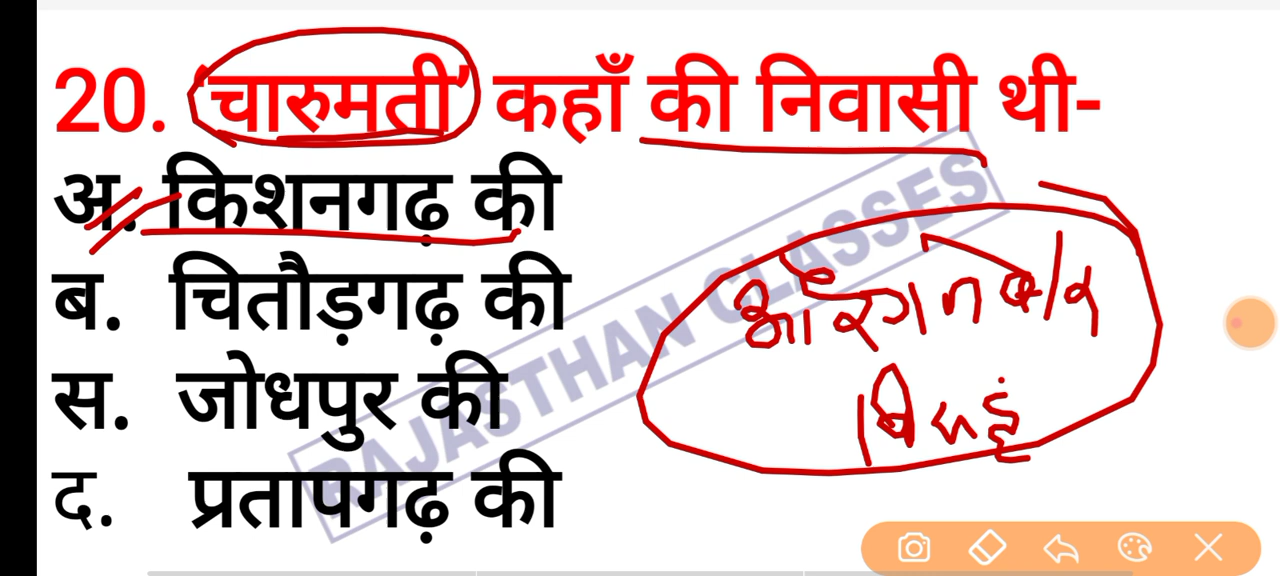 20. 'चारुमती' कहाँ की निवासी थी-
अ. किशनगढ़ की
ब. चितौड़गढ़ की
स. जोधपुर की
द. प्रतापगढ़ की
RAJASTHAN CLASSES